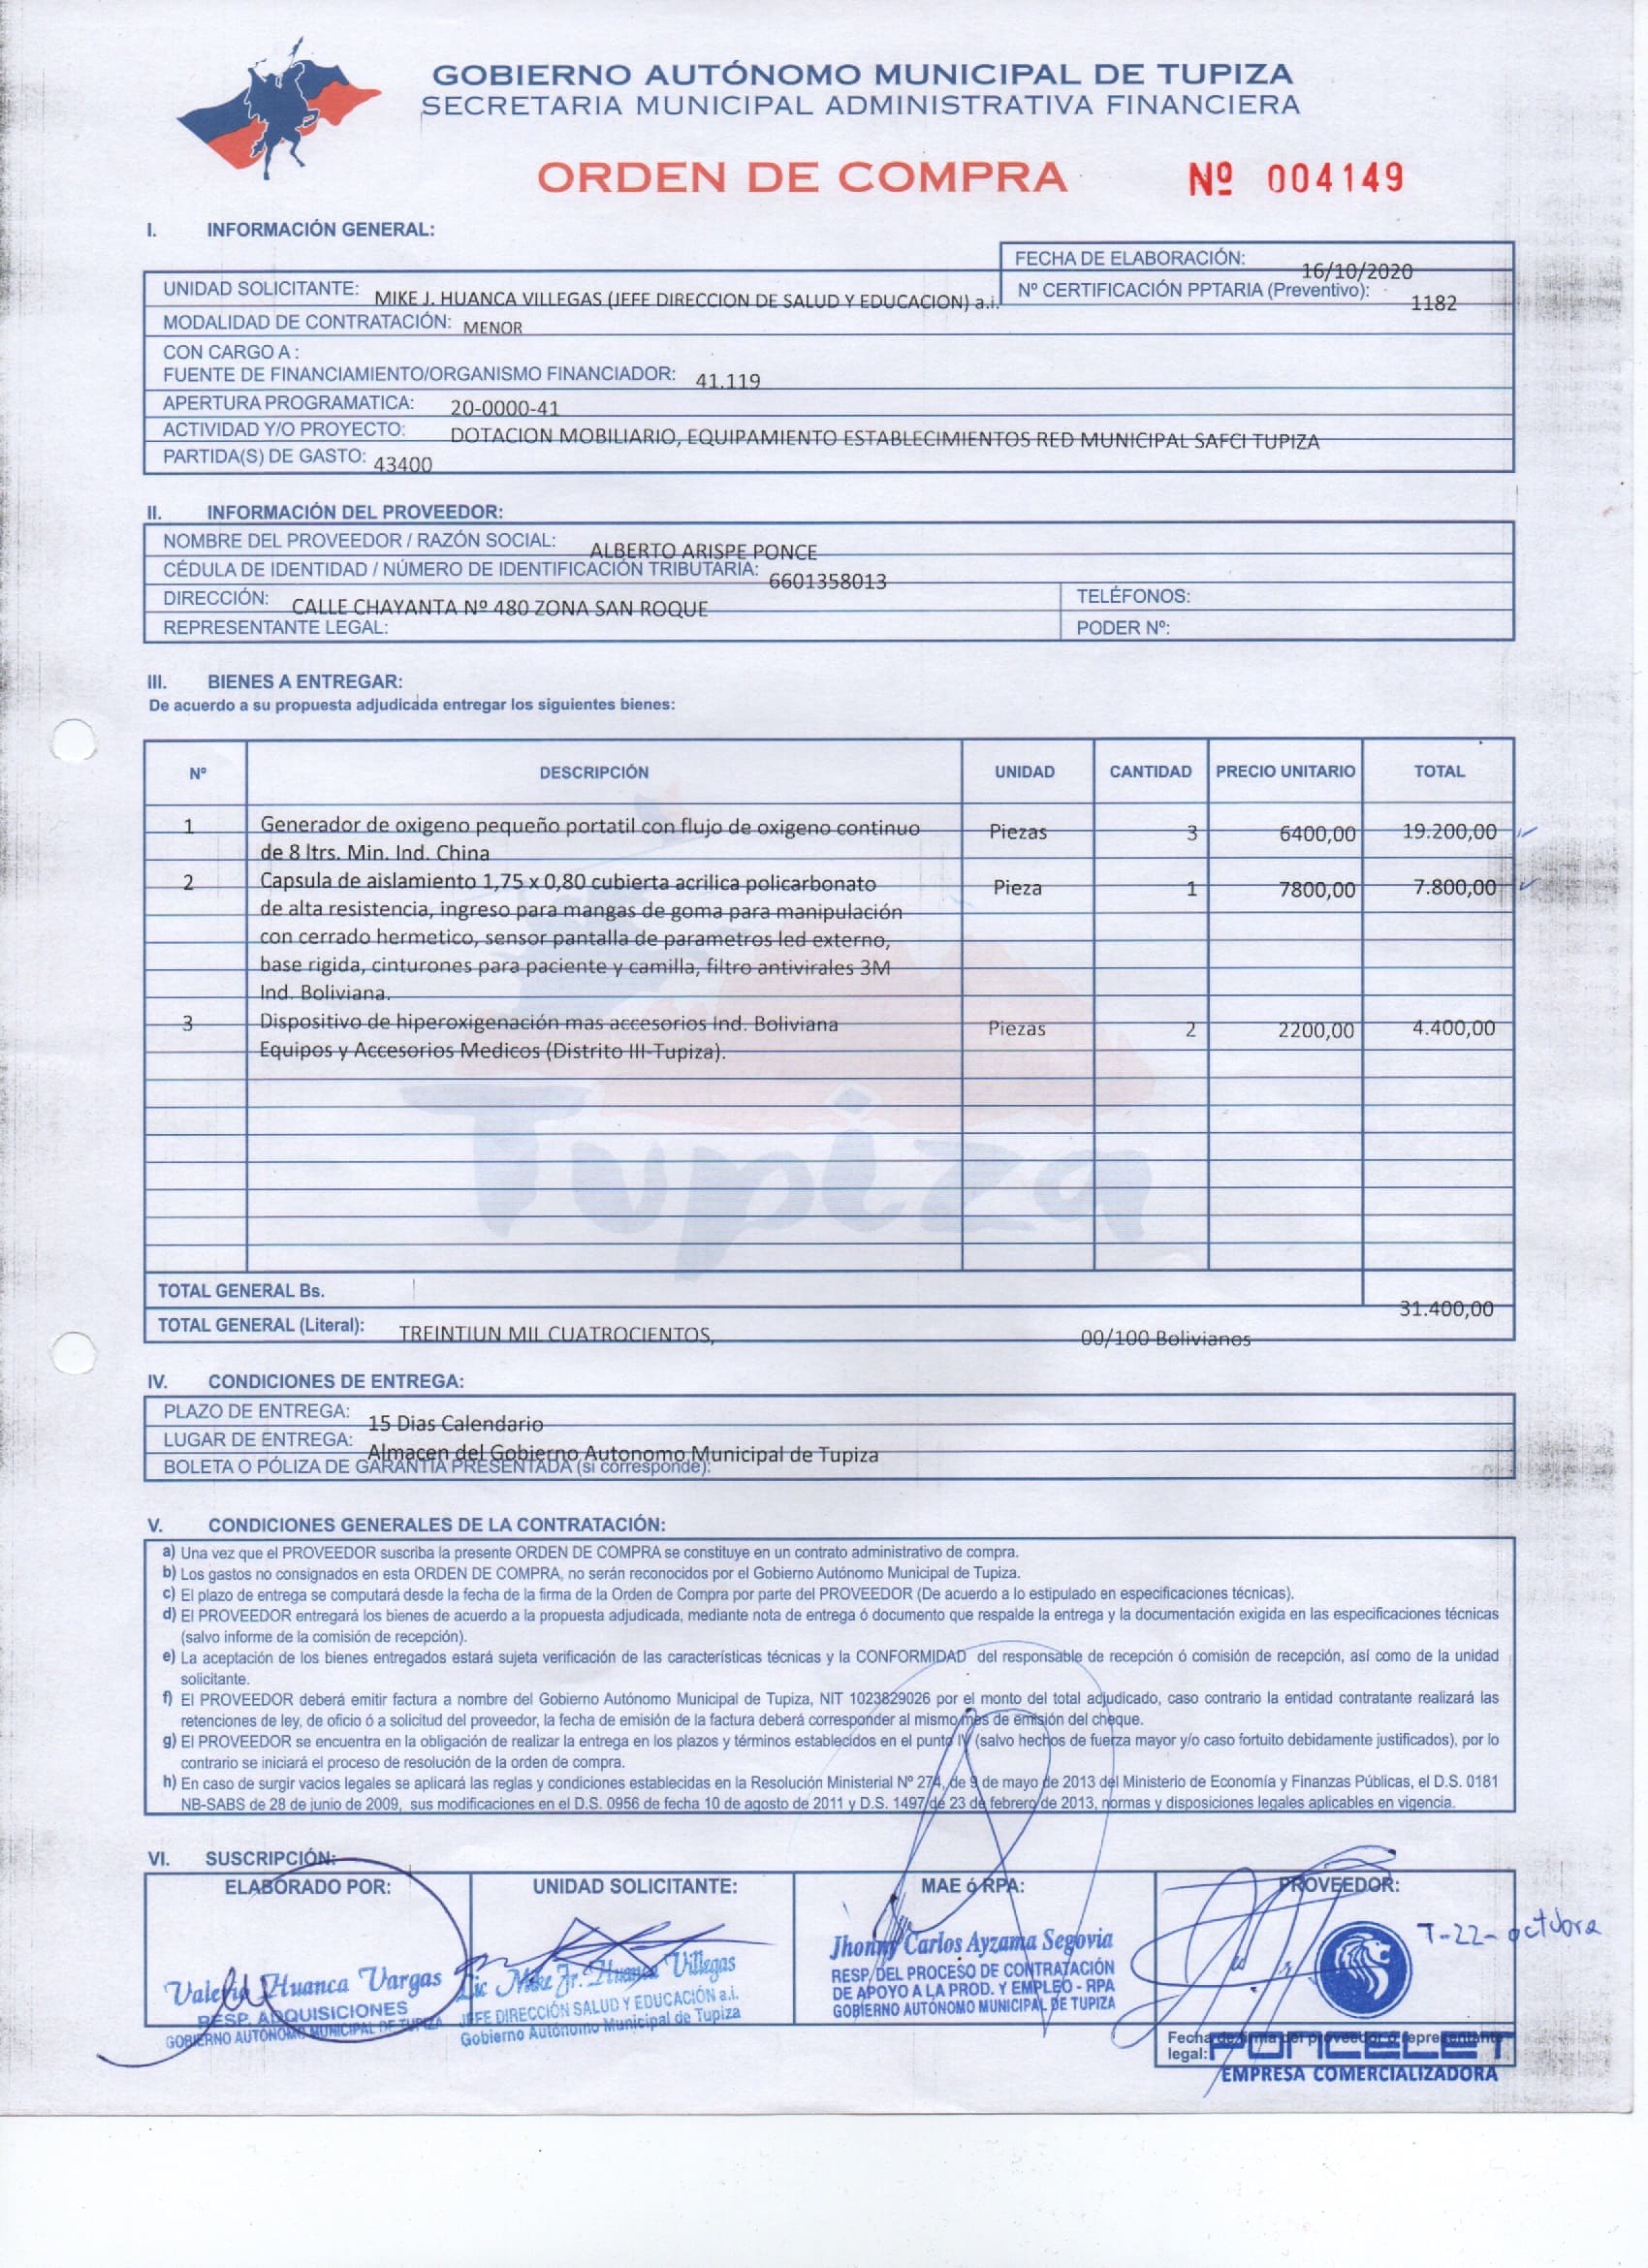 GOBIERNO AUTÓNOMO MUNICIPAL DE TUPIZA
SECRETARIA MUNICIPAL ADMINISTRATIVA FINANCIERA
ORDEN DE COMPRA Nº 004149
I. INFORMACIÓN GENERAL:
FECHA DE ELABORACIÓN: 16/10/2020
UNIDAD SOLICITANTE: MIKE J. HUANCA VILLEGAS (JEFE DIRECCION DE SALUD Y EDUCACION) a.i.
Nº CERTIFICACIÓN PPTARIA (Preventivo): 1182
MODALIDAD DE CONTRATACIÓN: MENOR
CON CARGO A :
FUENTE DE FINANCIAMIENTO/ORGANISMO FINANCIADOR: 41.119
APERTURA PROGRAMATICA: 20-0000-41
ACTIVIDAD Y/O PROYECTO: DOTACION MOBILIARIO, EQUIPAMIENTO ESTABLECIMIENTOS RED MUNICIPAL SAFCI TUPIZA
PARTIDA(S) DE GASTO: 43400
II. INFORMACIÓN DEL PROVEEDOR:
NOMBRE DEL PROVEEDOR / RAZÓN SOCIAL: ALBERTO ARISPE PONCE
CÉDULA DE IDENTIDAD / NÚMERO DE IDENTIFICACIÓN TRIBUTARIA: 6601358013
DIRECCIÓN: CALLE CHAYANTA Nº 480 ZONA SAN ROQUE TELÉFONOS:
REPRESENTANTE LEGAL: PODER Nº:
III. BIENES A ENTREGAR:
De acuerdo a su propuesta adjudicada entregar los siguientes bienes:
Nº DESCRIPCIÓN UNIDAD CANTIDAD PRECIO UNITARIO TOTAL
1 Generador de oxigeno pequeño portatil con flujo de oxigeno continuo Piezas 3 6400,00 19.200,00
de 8 ltrs. Min. Ind. China
2 Capsula de aislamiento 1,75 x 0,80 cubierta acrilica policarbonato Pieza 1 7800,00 7.800,00
de alta resistencia, ingreso para mangas de goma para manipulación
con cerrado hermetico, sensor pantalla de parametros led externo,
base rigida, cinturones para paciente y camilla, filtro antivirales 3M
Ind. Boliviana.
3 Dispositivo de hiperoxigenación mas accesorios Ind. Boliviana Piezas 2 2200,00 4.400,00
Equipos y Accesorios Medicos (Distrito III-Tupiza).
Tupiza
TOTAL GENERAL Bs. 31.400,00
TOTAL GENERAL (Literal): TREINTIUN MIL CUATROCIENTOS, 00/100 Bolivianos
IV. CONDICIONES DE ENTREGA:
PLAZO DE ENTREGA: 15 Dias Calendario
LUGAR DE ENTREGA: Almacen del Gobierno Autonomo Municipal de Tupiza
BOLETA O PÓLIZA DE GARANTÍA PRESENTADA (si corresponde):
V. CONDICIONES GENERALES DE LA CONTRATACIÓN:
a) Una vez que el PROVEEDOR suscriba la presente ORDEN DE COMPRA se constituye en un contrato administrativo de compra.
b) Los gastos no consignados en esta ORDEN DE COMPRA, no serán reconocidos por el Gobierno Autónomo Municipal de Tupiza.
c) El plazo de entrega se computará desde la fecha de la firma de la Orden de Compra por parte del PROVEEDOR (De acuerdo a lo estipulado en especificaciones técnicas).
d) El PROVEEDOR entregará los bienes de acuerdo a la propuesta adjudicada, mediante nota de entrega ó documento que respalde la entrega y la documentación exigida en las especificaciones técnicas
(salvo informe de la comisión de recepción).
e) La aceptación de los bienes entregados estará sujeta verificación de las características técnicas y la CONFORMIDAD del responsable de recepción ó comisión de recepción, así como de la unidad
solicitante.
f) El PROVEEDOR deberá emitir factura a nombre del Gobierno Autónomo Municipal de Tupiza, NIT 1023829026 por el monto del total adjudicado, caso contrario la entidad contratante realizará las
retenciones de ley, de oficio ó a solicitud del proveedor, la fecha de emisión de la factura deberá corresponder al mismo mes de emisión del cheque.
g) El PROVEEDOR se encuentra en la obligación de realizar la entrega en los plazos y términos establecidos en el punto IV (salvo hechos de fuerza mayor y/o caso fortuito debidamente justificados), por lo
contrario se iniciará el proceso de resolución de la orden de compra.
h) En caso de surgir vacios legales se aplicará las reglas y condiciones establecidas en la Resolución Ministerial Nº 274, de 9 de mayo de 2013 del Ministerio de Economía y Finanzas Públicas, el D.S. 0181
NB-SABS de 28 de junio de 2009, sus modificaciones en el D.S. 0956 de fecha 10 de agosto de 2011 y D.S. 1497 de 23 de febrero de 2013, normas y disposiciones legales aplicables en vigencia.
VI. SUSCRIPCIÓN:
ELABORADO POR: UNIDAD SOLICITANTE: MAE ó RPA: PROVEEDOR:
Huanca Vargas
RESP. ADQUISICIONES
GOBIERNO AUTÓNOMO MUNICIPAL DE TUPIZA
Lic Mike Jr. Huanca Villegas
JEFE DIRECCIÓN SALUD Y EDUCACIÓN a.i.
Gobierno Autónomo Municipal de Tupiza
Jhonny Carlos Ayzama Segovia
RESP. DEL PROCESO DE CONTRATACIÓN
DE APOYO A LA PROD. Y EMPLEO - RPA
GOBIERNO AUTÓNOMO MUNICIPAL DE TUPIZA
Fecha de firma del proveedor ó representante
legal:
PONCELET
EMPRESA COMERCIALIZADORA